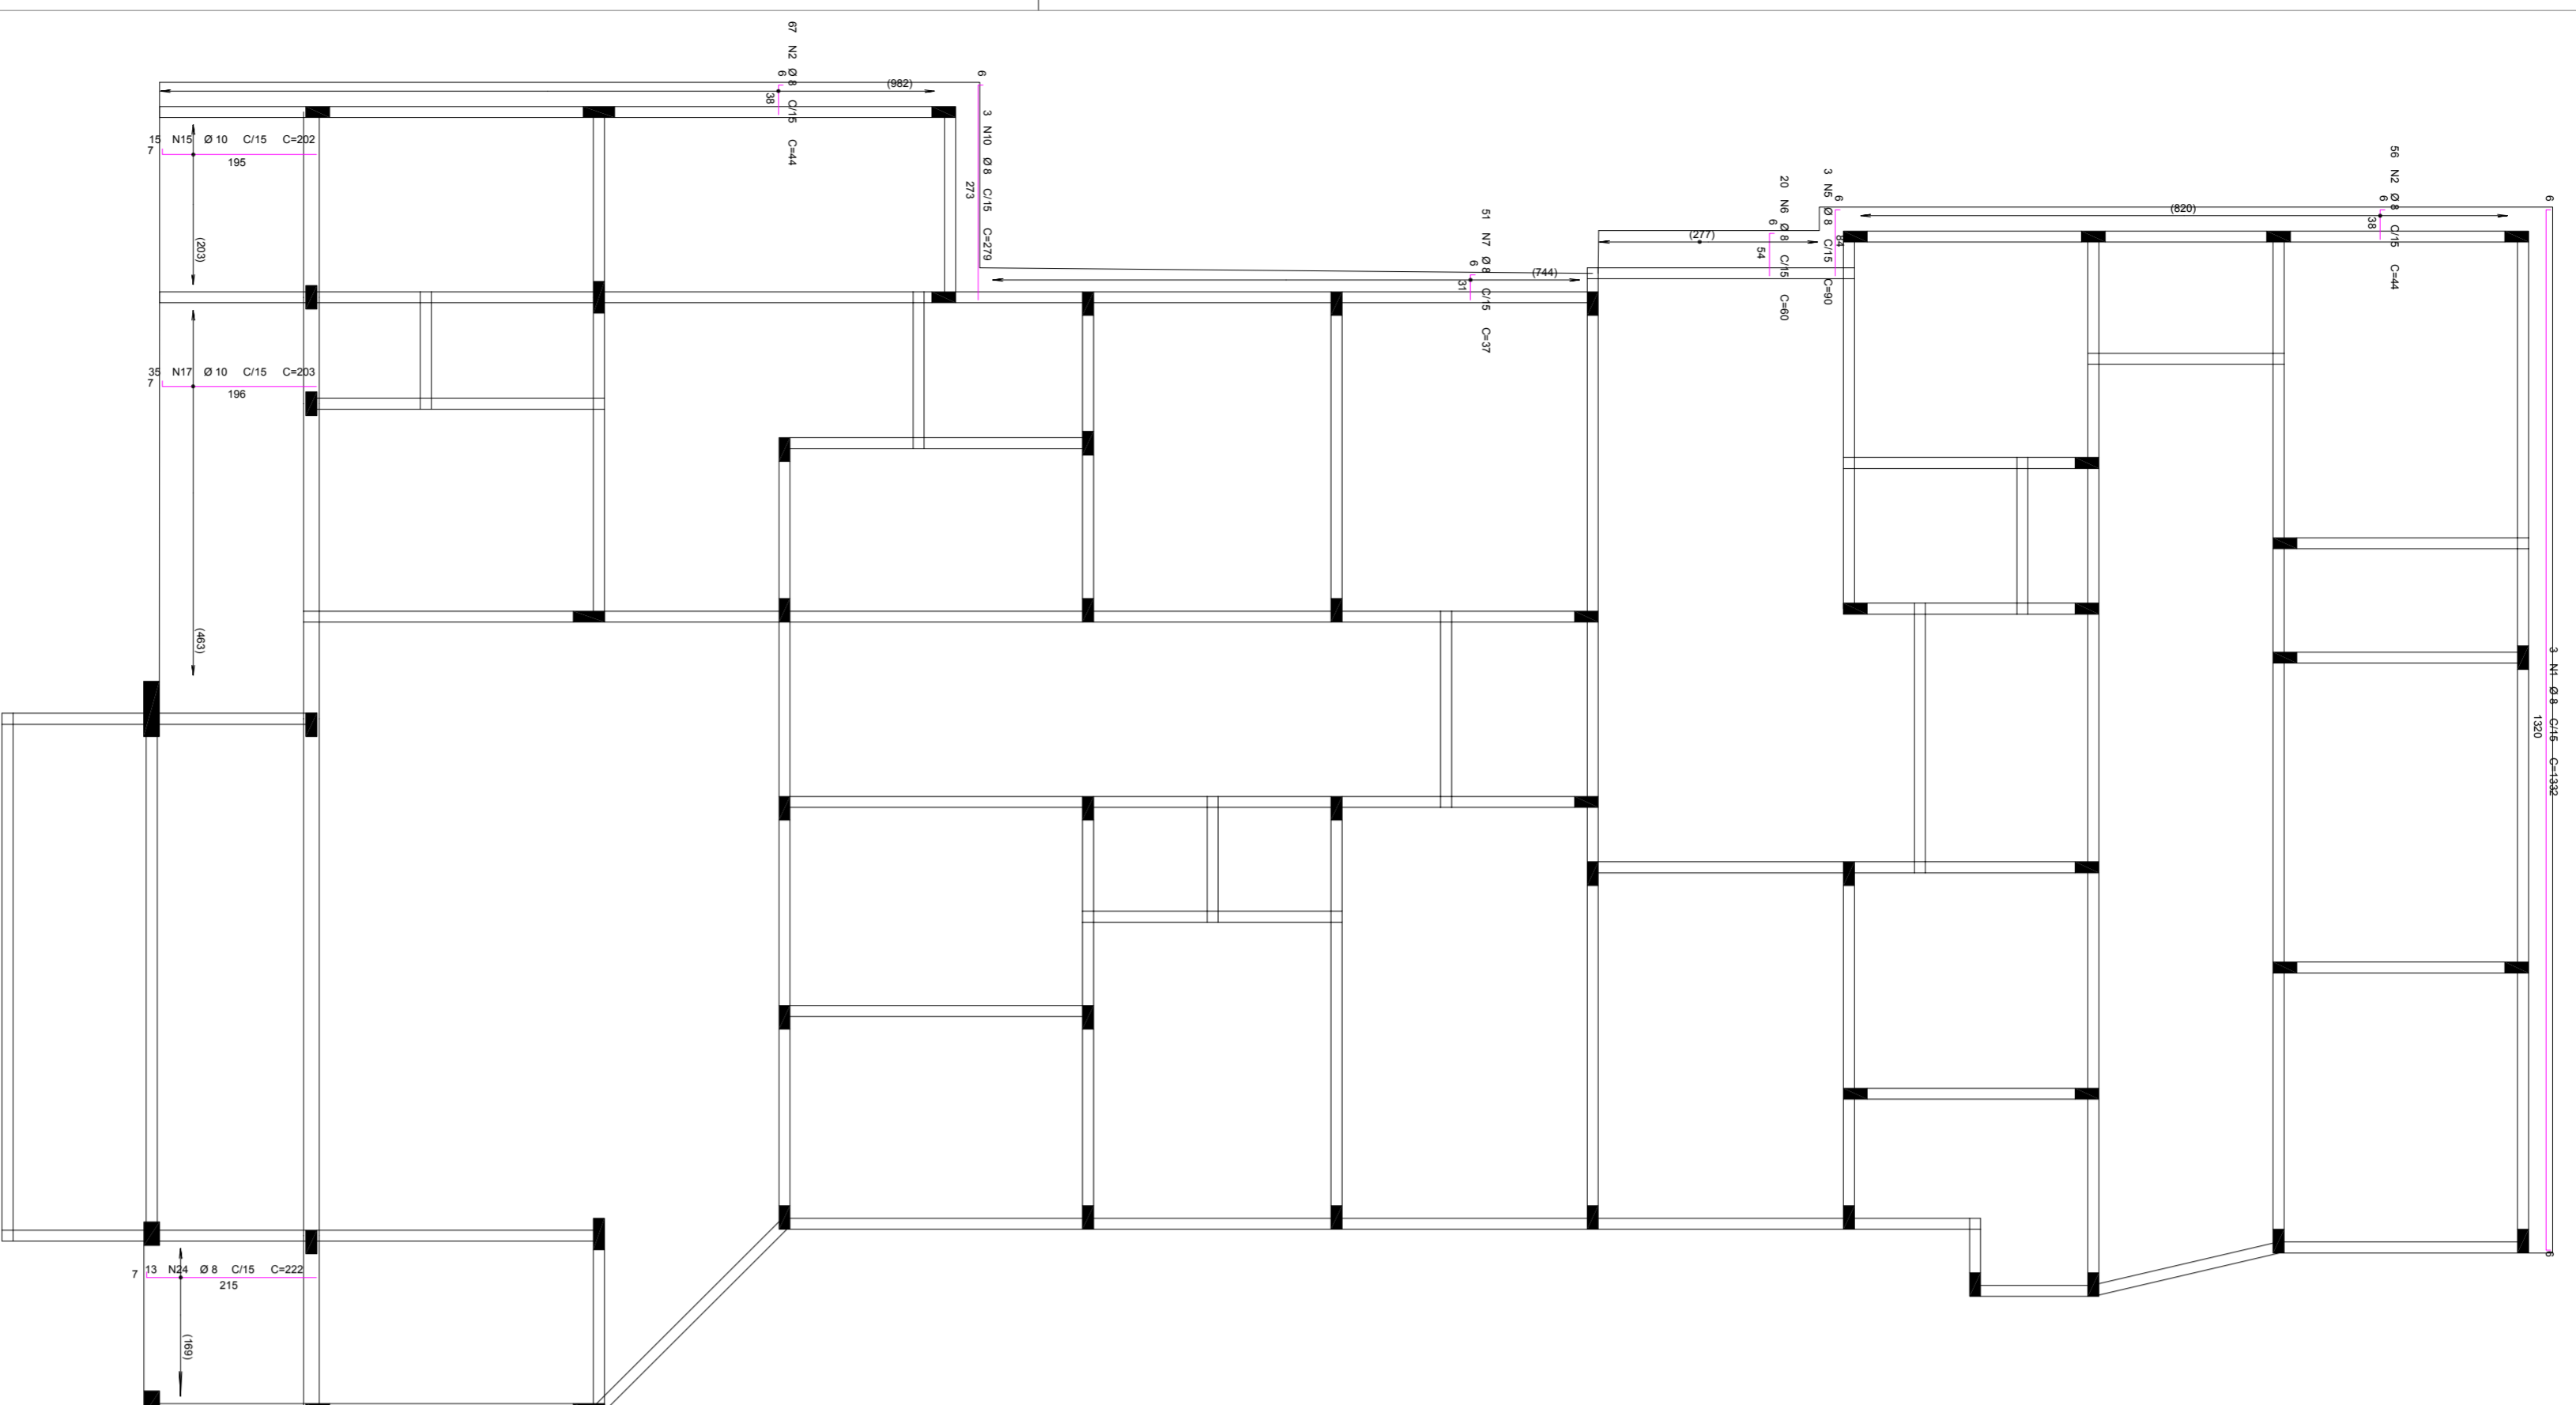 67 N2 Ø 8 C/15 C=44
6
38
(982)
6
3 N10 Ø 8 C/15 C=279
273
15 N15 Ø 10 C/15 C=202
7
195
(203)
35 N17 Ø 10 C/15 C=203
7
196
(463)
51 N7 Ø 8 C/15 C=37
6
31
(744)
20 N6 Ø 8 C/15 C=60
6
54
(277)
3 N5 Ø 8 C/15 C=90
6
84
56 N2 Ø 8 C/15 C=44
6
38
(820)
6
3 N1 Ø 8 C/15 C=1332
1320
6
13 N24 Ø 8 C/15 C=222
7
215
(169)